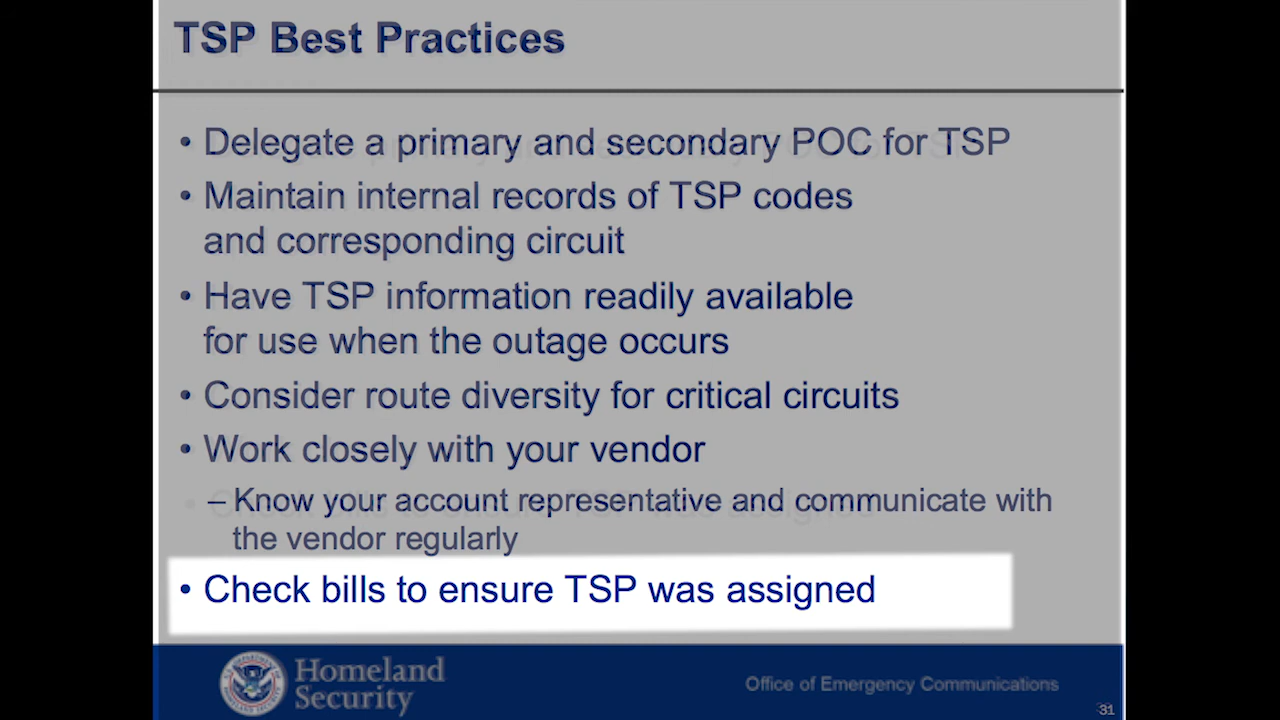 TSP Best Practices
• Delegate a primary and secondary POC for TSP
• Maintain internal records of TSP codes
and corresponding circuit
• Have TSP information readily available
for use when the outage occurs
• Consider route diversity for critical circuits
• Work closely with your vendor
– Know your account representative and communicate with
the vendor regularly
• Check bills to ensure TSP was assigned
Homeland
Security
Office of Emergency Communications
31